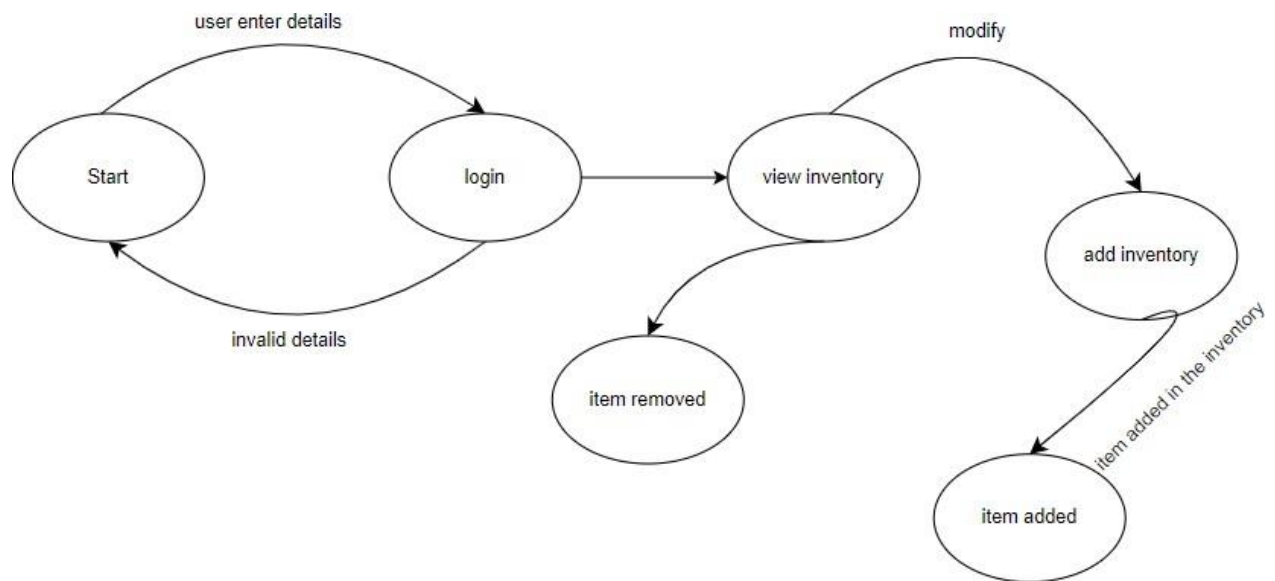 user enter details
modify
Start
login
view inventory
add inventory
invalid details
item removed
item added in the inventory
item added